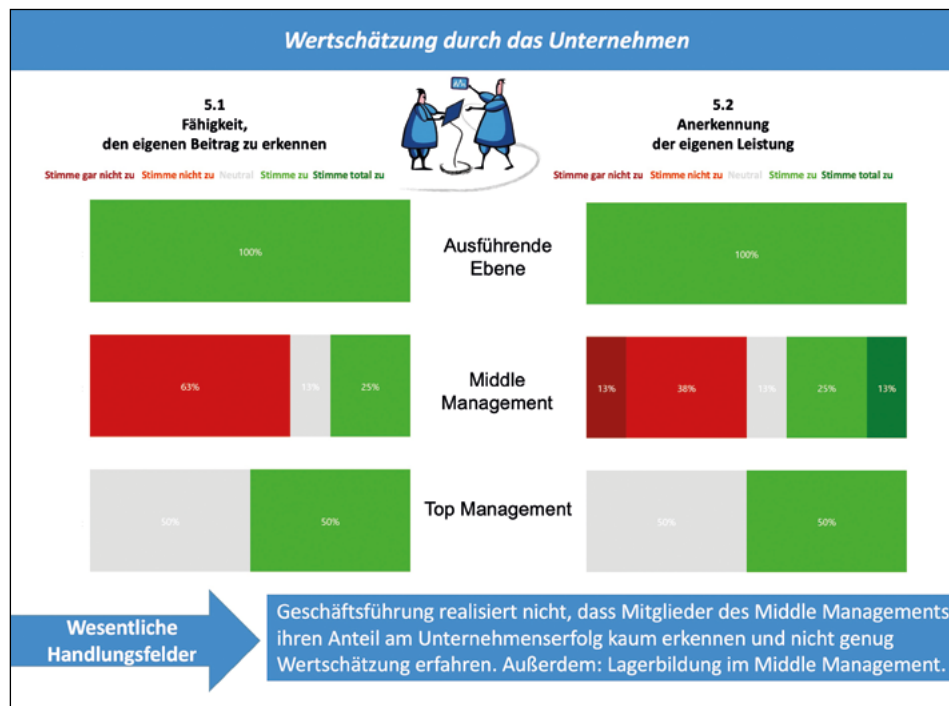 Wertschätzung durch das Unternehmen
5.1
Fähigkeit,
den eigenen Beitrag zu erkennen
Stimme gar nicht zu Stimme nicht zu Neutral Stimme zu Stimme total zu
5.2
Anerkennung
der eigenen Leistung
Stimme gar nicht zu Stimme nicht zu Neutral Stimme zu Stimme total zu
100%
Ausführende
Ebene
100%
63% 13% 25%
Middle
Management
13% 38% 13% 25% 13%
50% 50%
Top Management
50% 50%
Wesentliche
Handlungsfelder
Geschäftsführung realisiert nicht, dass Mitglieder des Middle Managements
ihren Anteil am Unternehmenserfolg kaum erkennen und nicht genug
Wertschätzung erfahren. Außerdem: Lagerbildung im Middle Management.